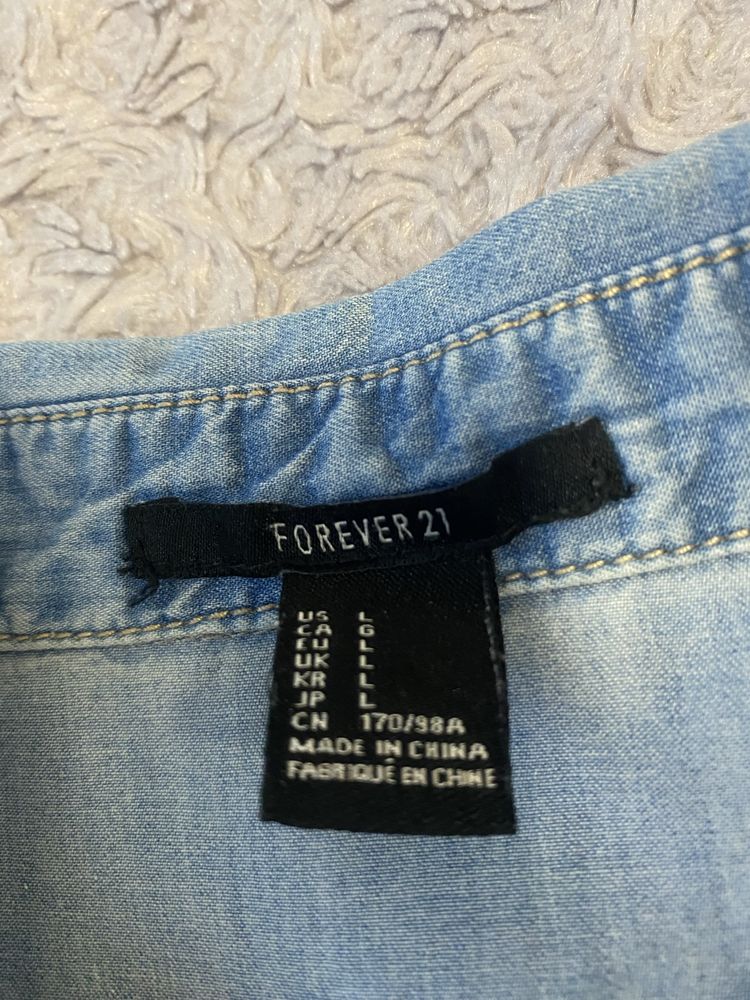 FOREVER 21
US L
CA G
EU L
UK L
KR L
JP L
CN 170/98A
MADE IN CHINA
FABRIQUÉ EN CHINE